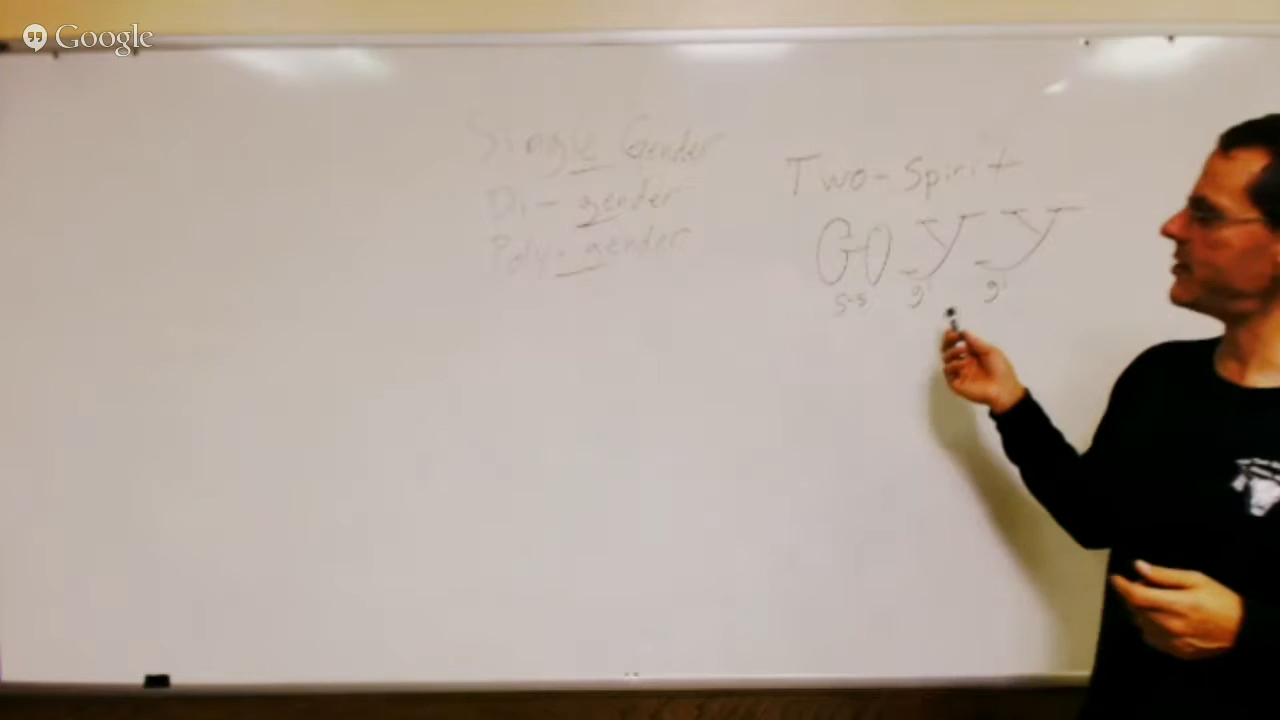 Google
Single Gender
Di-gender
Poly-gender
Two-Spirit
GOYY
s-s g' g'